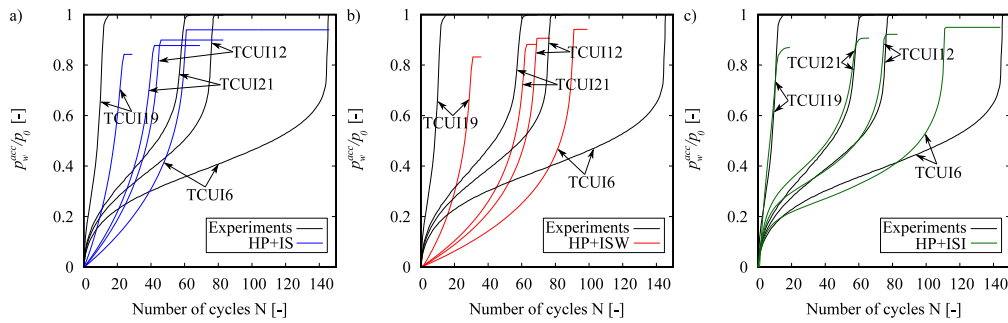 a)
1
0.8
0.6
0.4
0.2
0
p_w^acc/p_0 [-]
0 20 40 60 80 100 120 140
Number of cycles N [-]
TCUI12
TCUI21
TCUI19
TCUI6
Experiments
HP+IS
b)
1
0.8
0.6
0.4
0.2
0
p_w^acc/p_0 [-]
0 20 40 60 80 100 120 140
Number of cycles N [-]
TCUI12
TCUI21
TCUI19
TCUI6
Experiments
HP+ISW
c)
1
0.8
0.6
0.4
0.2
0
p_w^acc/p_0 [-]
0 20 40 60 80 100 120 140
Number of cycles N [-]
TCUI21
TCUI12
TCUI19
TCUI6
Experiments
HP+ISI